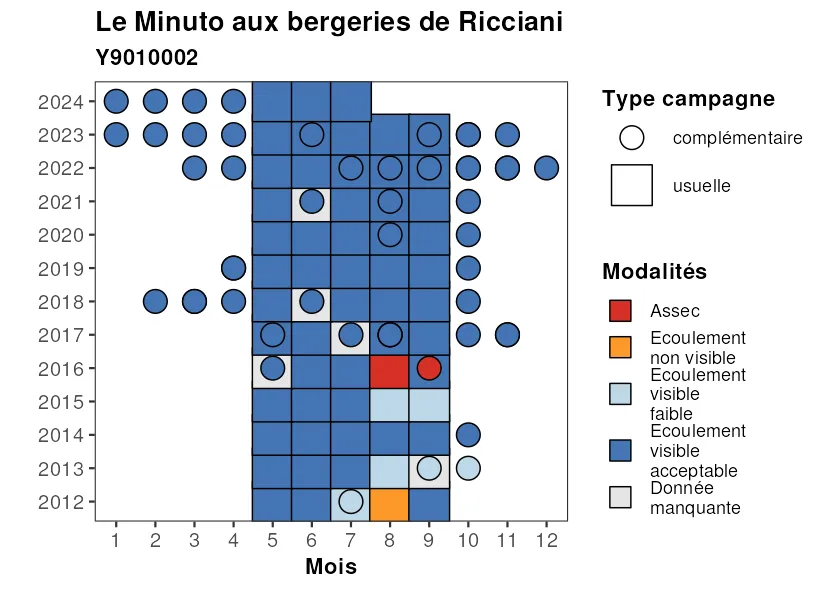 Le Minuto aux bergeries de Ricciani
Y9010002
2024
2023
2022
2021
2020
2019
2018
2017
2016
2015
2014
2013
2012
1 2 3 4 5 6 7 8 9 10 11 12
Mois
Type campagne
complémentaire
usuelle
Modalités
Assec
Ecoulement
non visible
Ecoulement
visible
faible
Ecoulement
visible
acceptable
Donnée
manquante